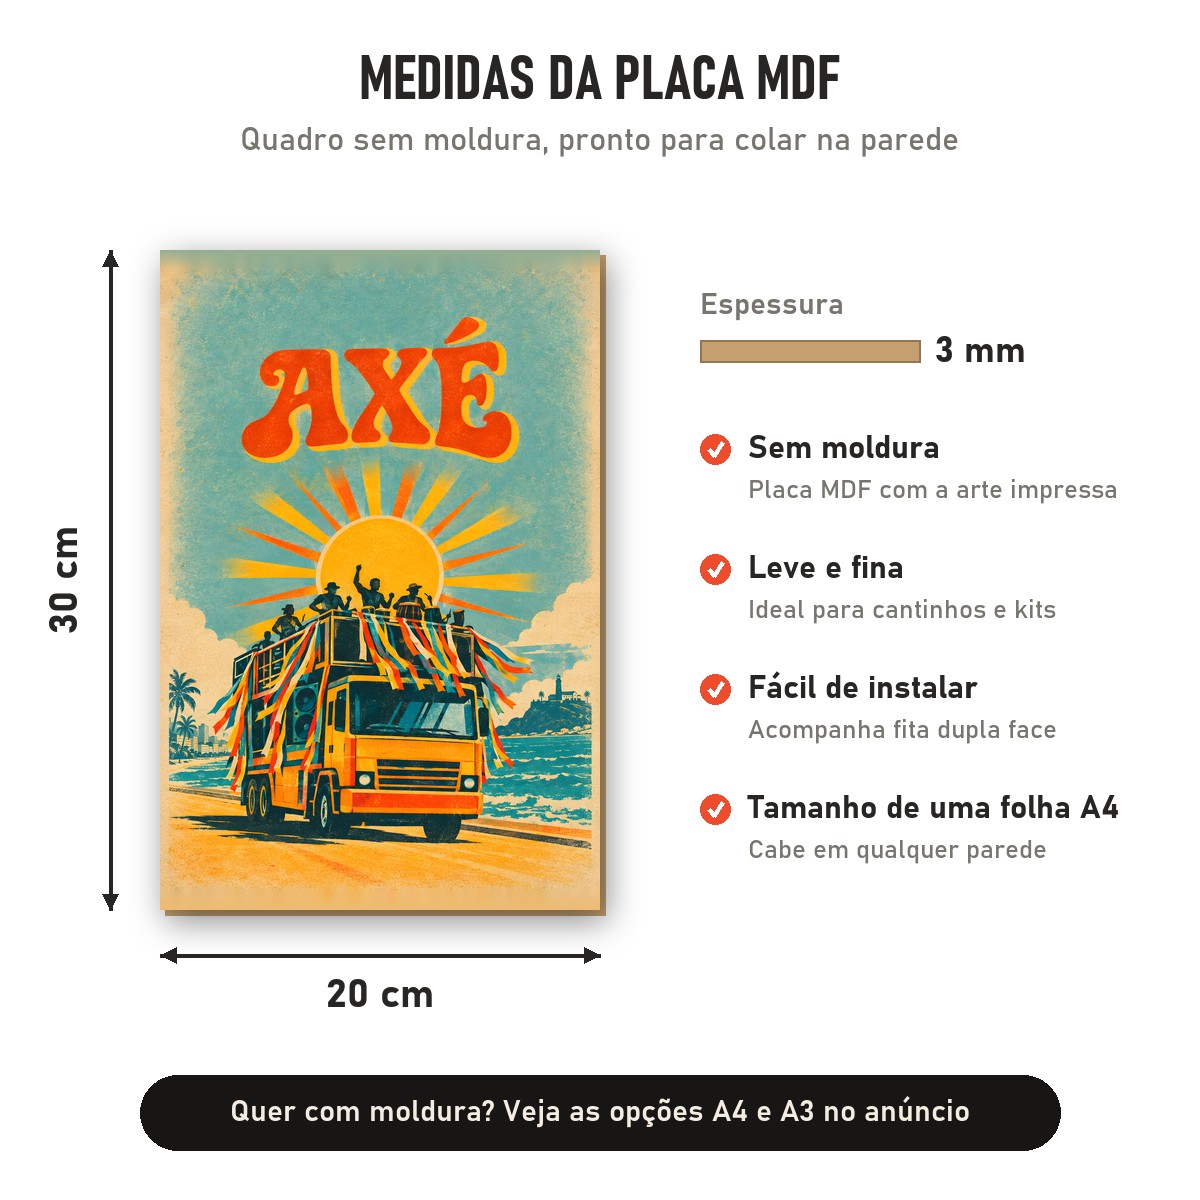 MEDIDAS DA PLACA MDF
Quadro sem moldura, pronto para colar na parede
AXÉ
30 cm
20 cm
Espessura
3 mm
Sem moldura
Placa MDF com a arte impressa
Leve e fina
Ideal para cantinhos e kits
Fácil de instalar
Acompanha fita dupla face
Tamanho de uma folha A4
Cabe em qualquer parede
Quer com moldura? Veja as opções A4 e A3 no anúncio